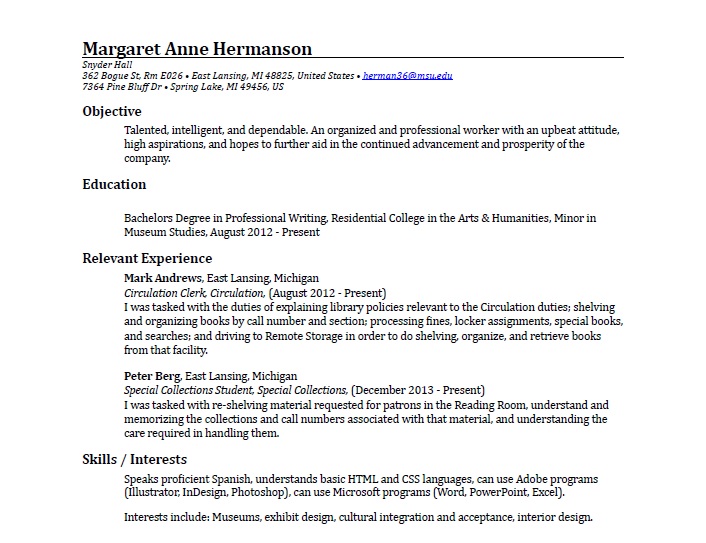 Margaret Anne Hermanson
Snyder Hall
362 Bogue St, Rm E026 • East Lansing, MI 48825, United States • herman36@msu.edu
7364 Pine Bluff Dr • Spring Lake, MI 49456, US
Objective
Talented, intelligent, and dependable. An organized and professional worker with an upbeat attitude,
high aspirations, and hopes to further aid in the continued advancement and prosperity of the
company.
Education
Bachelors Degree in Professional Writing, Residential College in the Arts & Humanities, Minor in
Museum Studies, August 2012 - Present
Relevant Experience
Mark Andrews, East Lansing, Michigan
Circulation Clerk, Circulation, (August 2012 - Present)
I was tasked with the duties of explaining library policies relevant to the Circulation duties; shelving
and organizing books by call number and section; processing fines, locker assignments, special books,
and searches; and driving to Remote Storage in order to do shelving, organize, and retrieve books
from that facility.
Peter Berg, East Lansing, Michigan
Special Collections Student, Special Collections, (December 2013 - Present)
I was tasked with re-shelving material requested for patrons in the Reading Room, understand and
memorizing the collections and call numbers associated with that material, and understanding the
care required in handling them.
Skills / Interests
Speaks proficient Spanish, understands basic HTML and CSS languages, can use Adobe programs
(Illustrator, InDesign, Photoshop), can use Microsoft programs (Word, PowerPoint, Excel).
Interests include: Museums, exhibit design, cultural integration and acceptance, interior design.